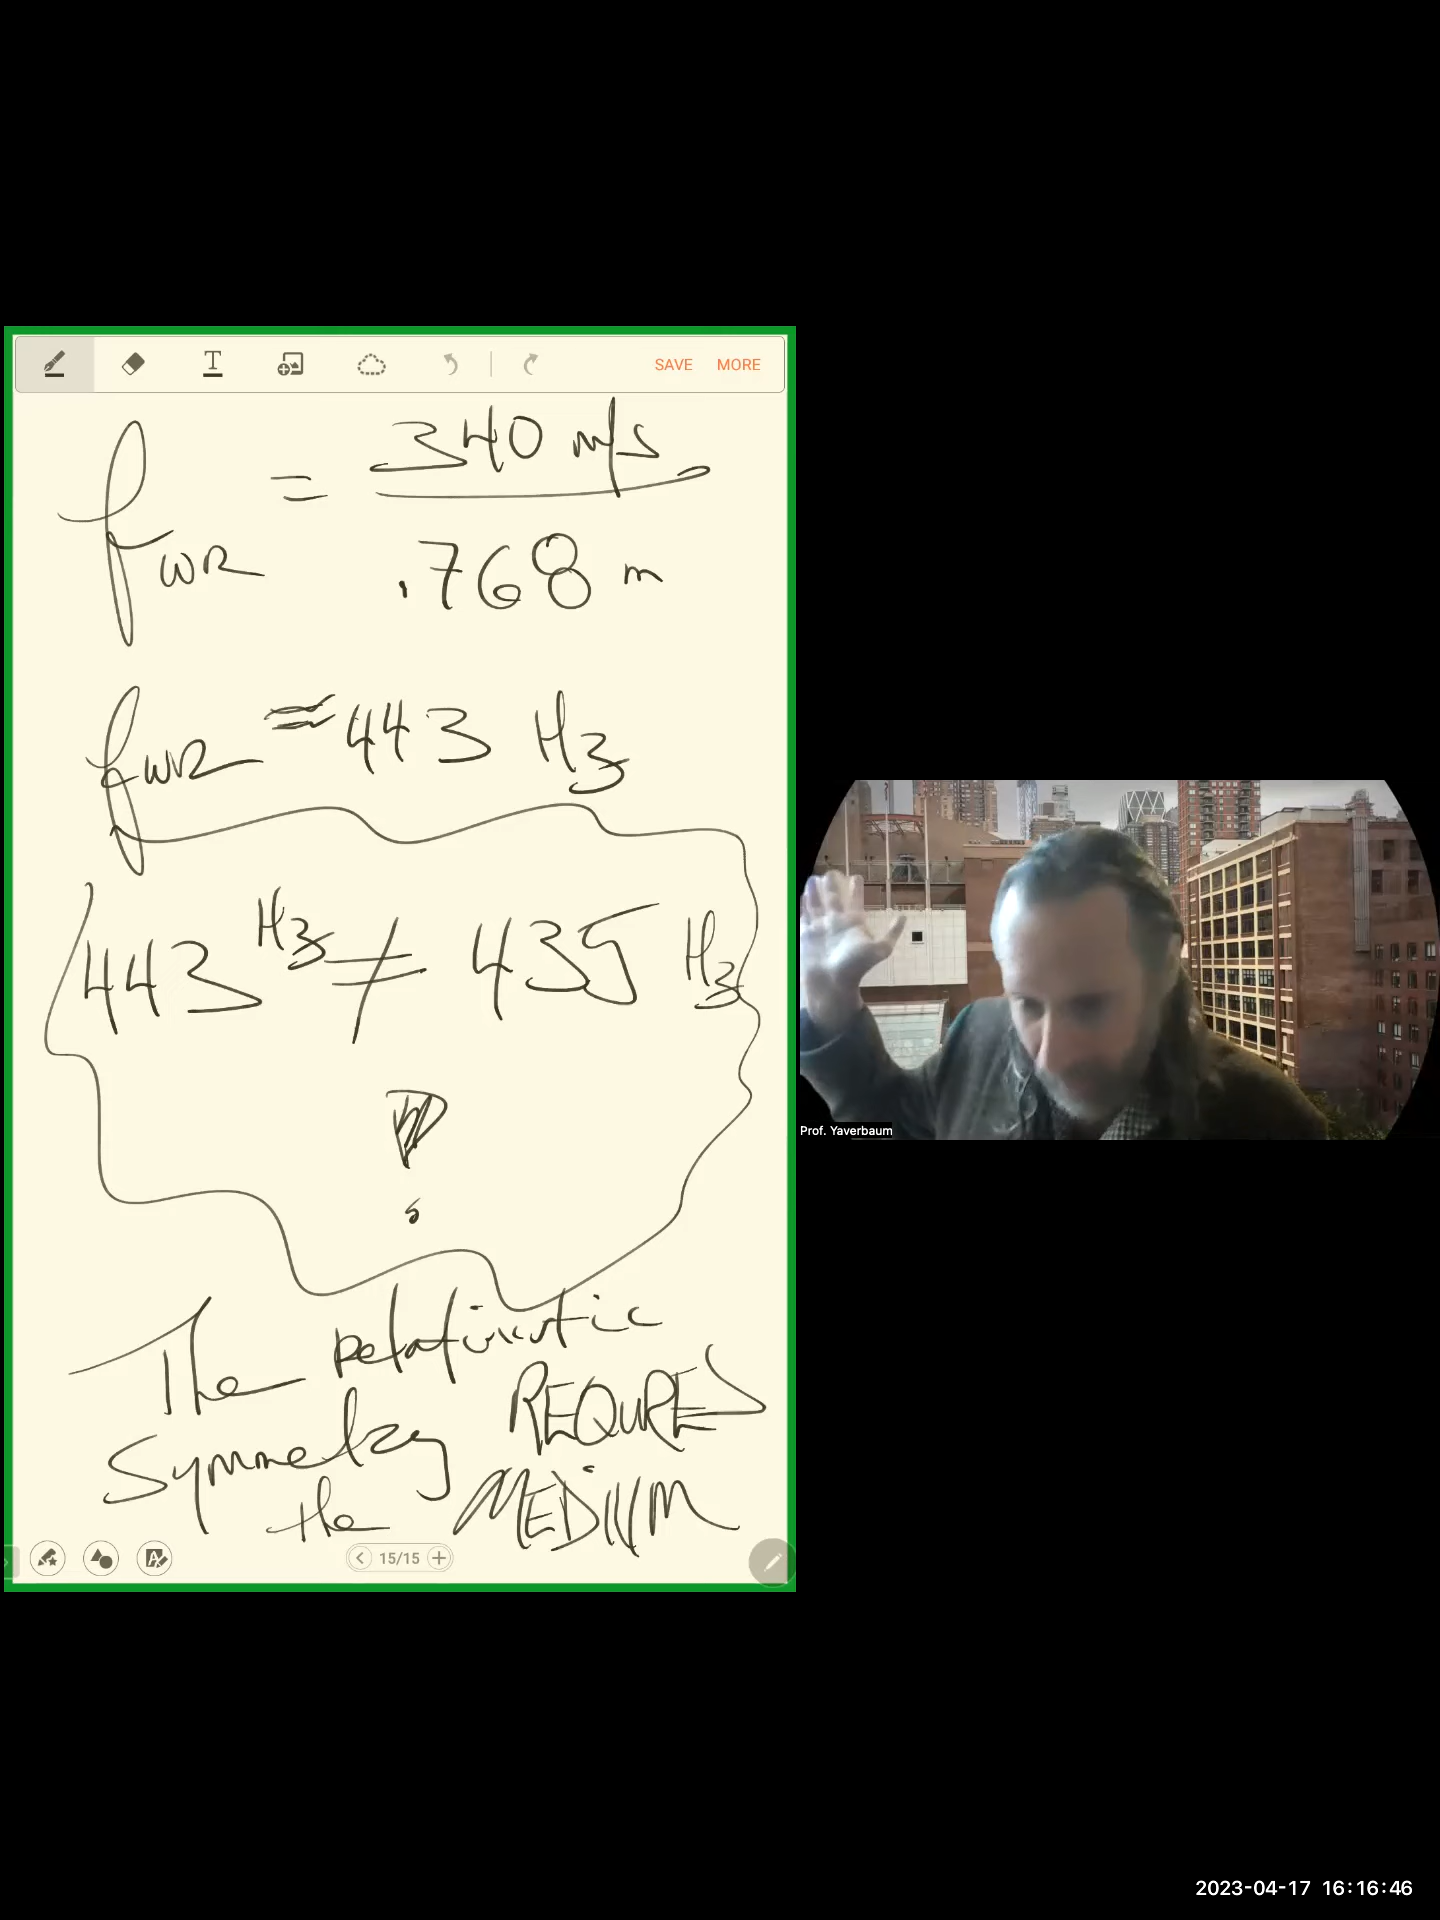 T
SAVE MORE
f_WR = 340 m/s
.768 m
f_WR ≈ 443 Hz
443 Hz ≠ 435 Hz
The relativistic
symmetry REQURES
the MEDIUM
15/15
Prof. Yaverbaum
2023-04-17 16:16:46